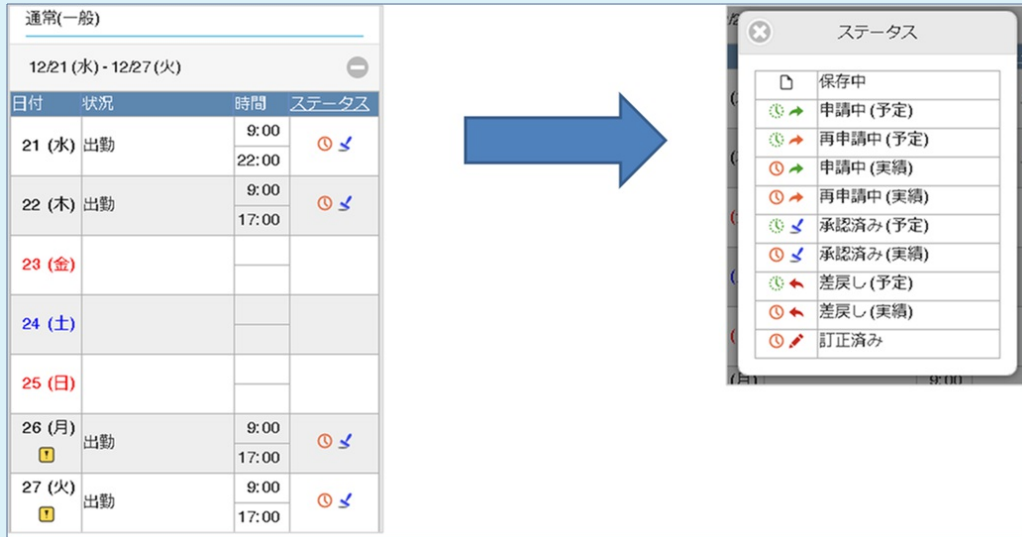 通常(一般)
12/21 (水) - 12/27 (火)
日付 状況 時間 ステータス
21 (水) 出勤 9:00
22:00
22 (木) 出勤 9:00
17:00
23 (金)
24 (土)
25 (日)
26 (月) 出勤 9:00
17:00
27 (火) 出勤 9:00
17:00
ステータス
保存中
申請中 (予定)
再申請中 (予定)
申請中 (実績)
再申請中 (実績)
承認済み (予定)
承認済み (実績)
差戻し (予定)
差戻し (実績)
訂正済み
(月) 9:00